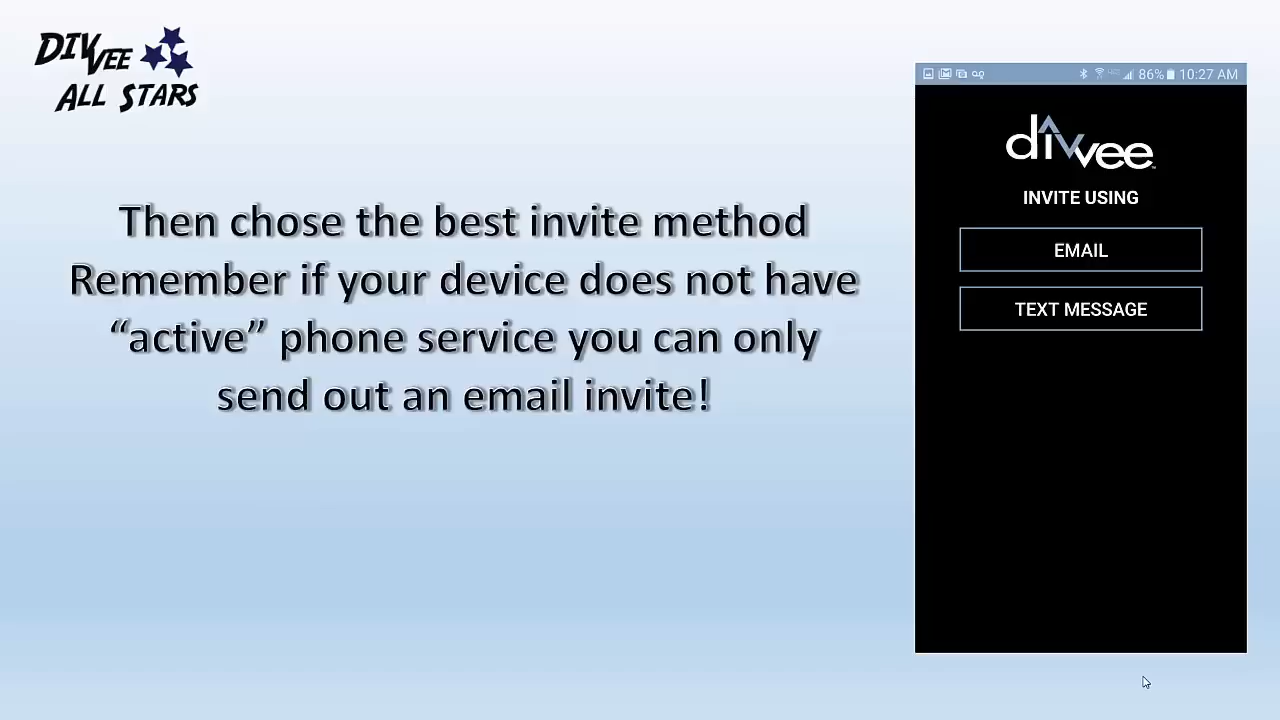 DIVVEE
ALL STARS
Then chose the best invite method
Remember if your device does not have
“active” phone service you can only
send out an email invite!
86% 10:27 AM
divvee
INVITE USING
EMAIL
TEXT MESSAGE